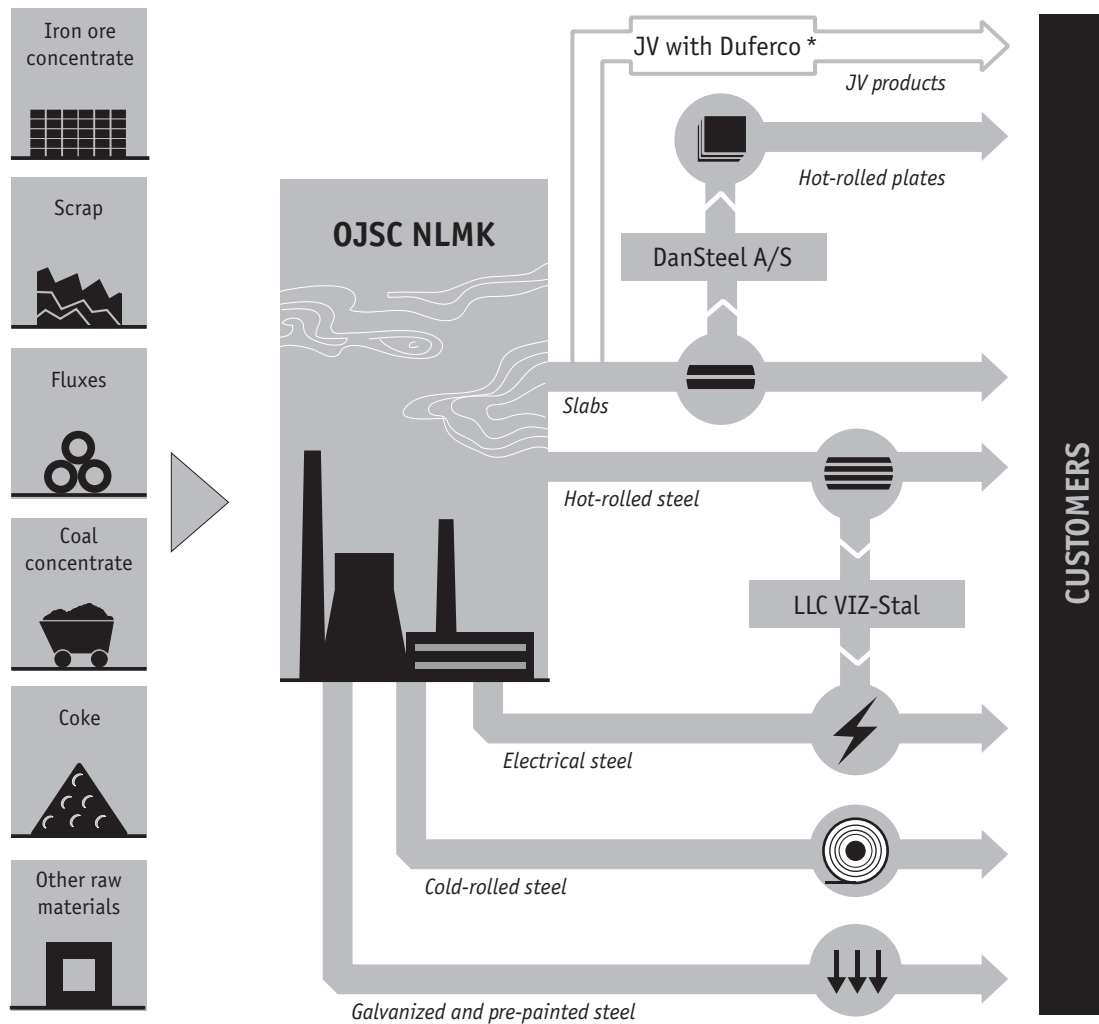 Iron ore
concentrate
Scrap
Fluxes
Coal
concentrate
Coke
Other raw
materials
OJSC NLMK
JV with Duferco *
JV products
Hot-rolled plates
DanSteel A/S
Slabs
Hot-rolled steel
LLC VIZ-Stal
Electrical steel
Cold-rolled steel
Galvanized and pre-painted steel
CUSTOMERS